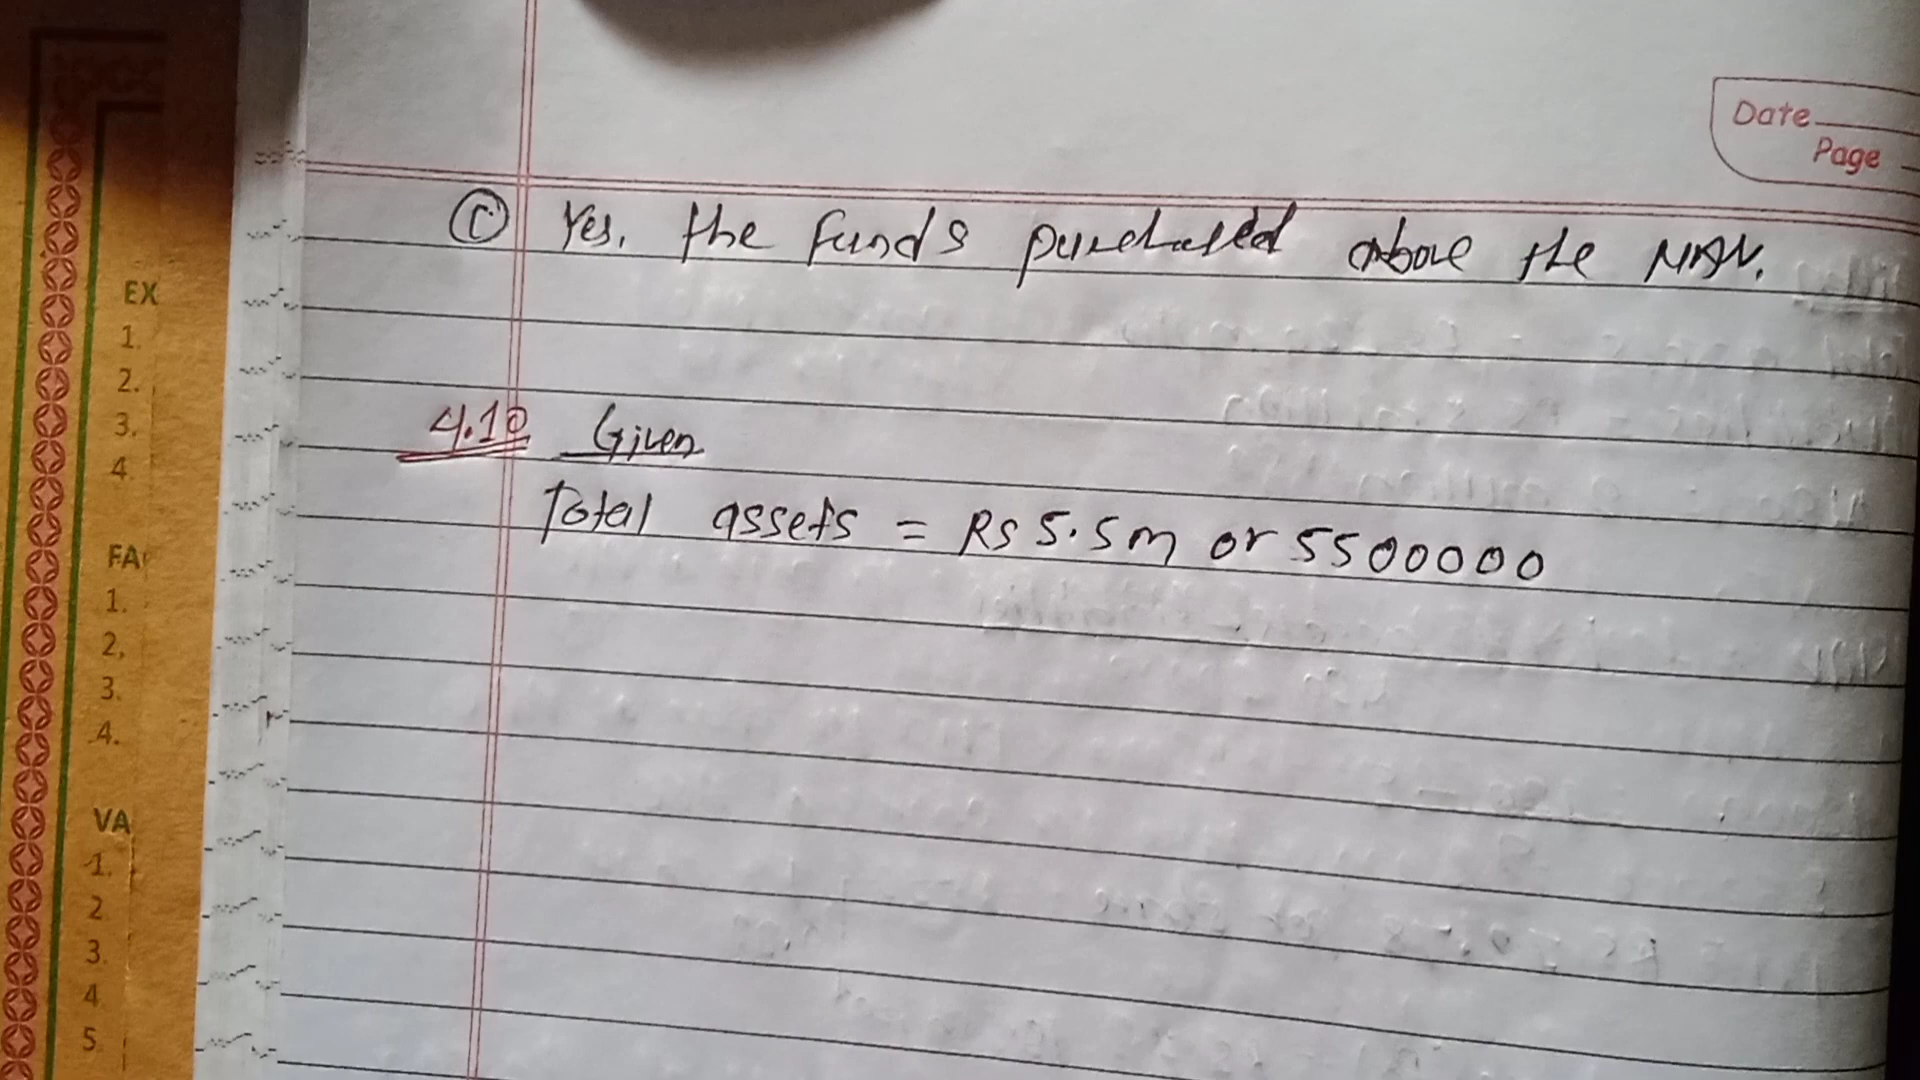 Date
Page
© Yes, the funds purchased above the NAV.
4.10 Given
Total assets = Rs 5.5m or 5500000
EX
1.
2.
3.
4.
FA
1.
2,
3.
4.
VA
1.
2
3.
4
5